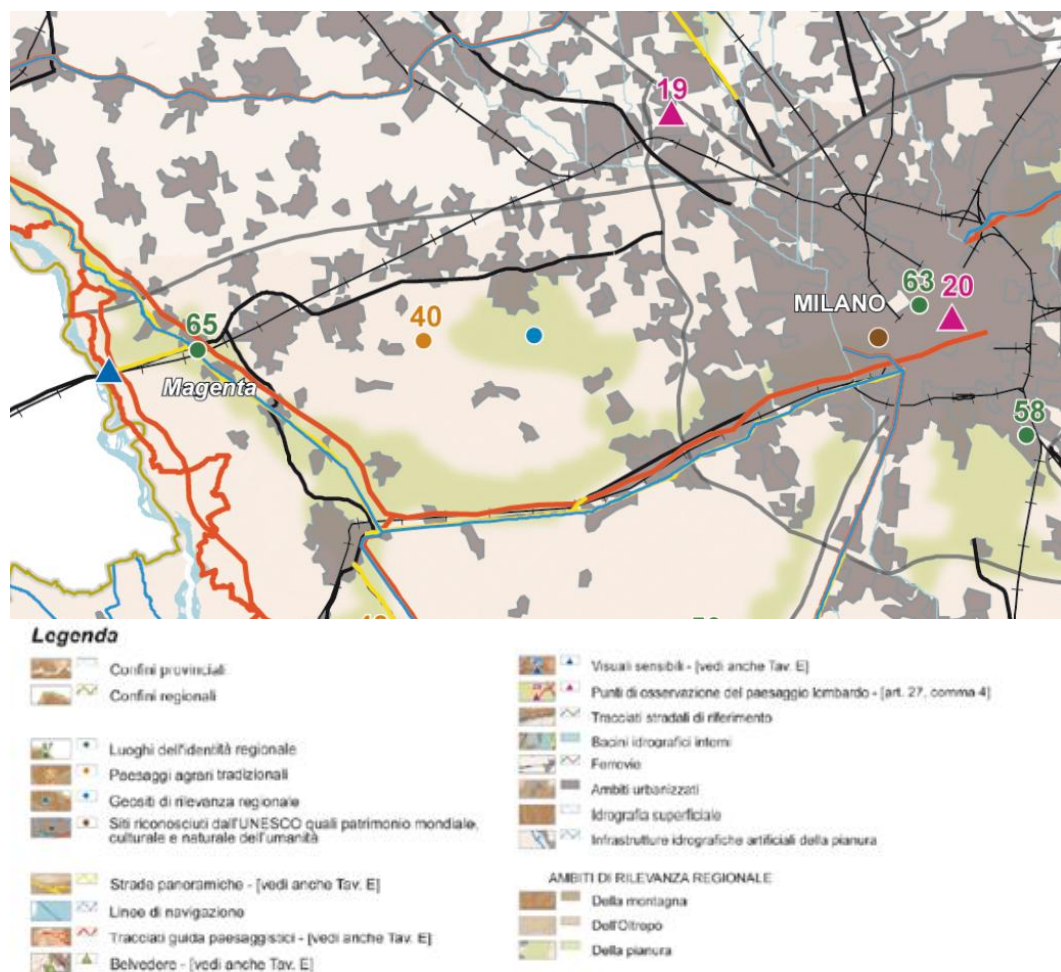 19
63
20
MILANO
40
65
Magenta
58
Legenda
Confini provinciali
Confini regionali
Luoghi dell'identità regionale
Paesaggi agrari tradizionali
Geositi di rilevanza regionale
Siti riconosciuti dall'UNESCO quali patrimonio mondiale,
culturale e naturale dell'umanità
Strade panoramiche - [vedi anche Tav. E]
Linee di navigazione
Tracciati guida paesaggistici - [vedi anche Tav. E]
Belvedere - [vedi anche Tav. E]
Visuali sensibili - [vedi anche Tav. E]
Punti di osservazione del paesaggio lombardo - [art. 27, comma 4]
Tracciati stradali di riferimento
Bacini idrografici interni
Ferrovie
Ambiti urbanizzati
Idrografia superficiale
Infrastrutture idrografiche artificiali della pianura
AMBITI DI RILEVANZA REGIONALE
Della montagna
Dell'Oltrepò
Della pianura